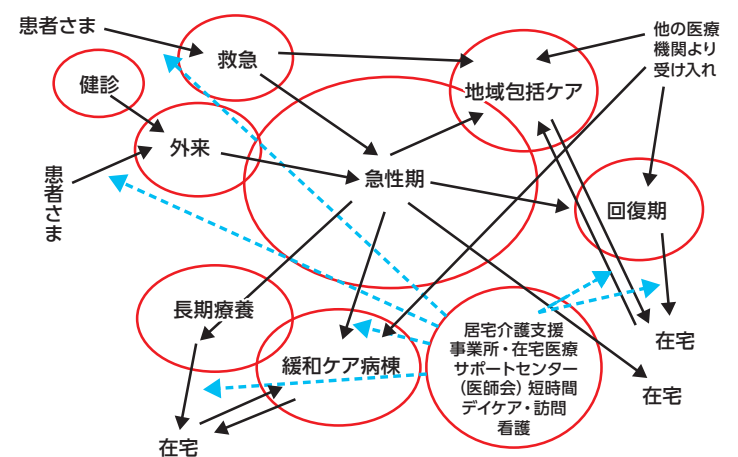 患者さま
救急
他の医療
機関より
受け入れ
健診
地域包括ケア
外来
急性期
患者さま
回復期
長期療養
居宅介護支援
事業所・在宅医療
サポートセンター
（医師会）短時間
デイケア・訪問
看護
在宅
緩和ケア病棟
在宅
在宅